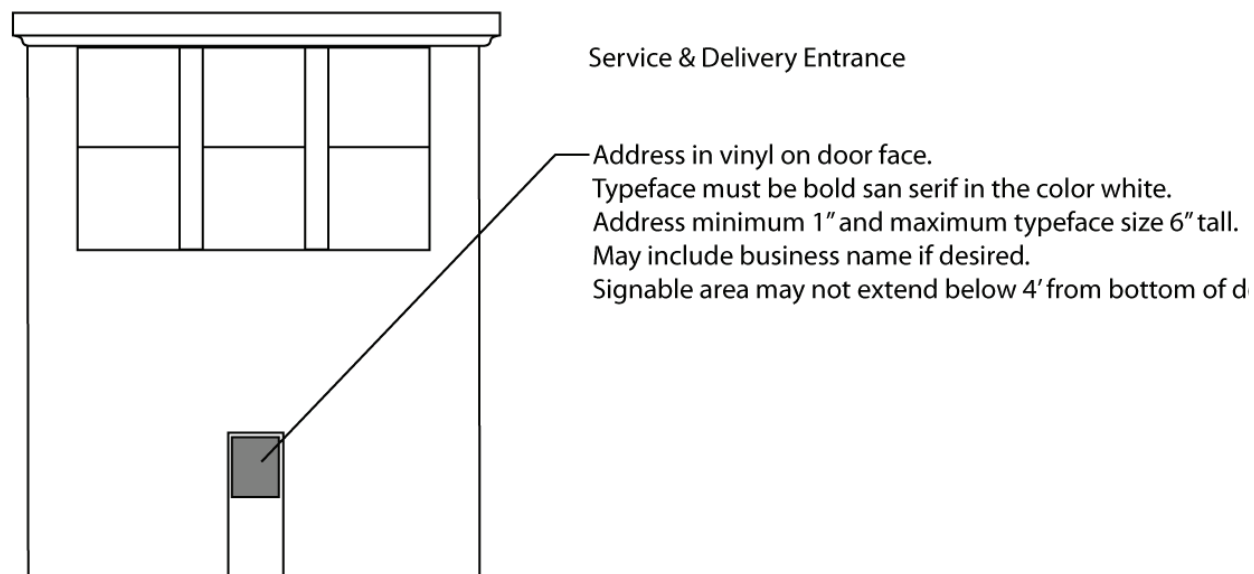 Service & Delivery Entrance
Address in vinyl on door face.
Typeface must be bold san serif in the color white.
Address minimum 1” and maximum typeface size 6” tall.
May include business name if desired.
Signable area may not extend below 4’ from bottom of